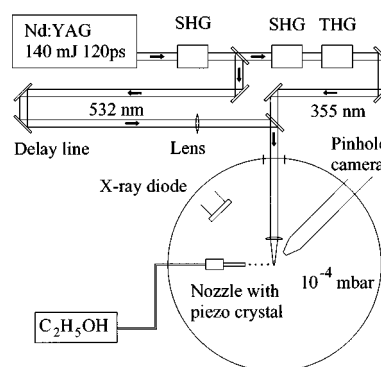 Nd:YAG
140 mJ 120ps
SHG
SHG
THG
532 nm
355 nm
Delay line
Lens
Pinhole
camera
X-ray diode
Nozzle with
piezo crystal
10⁻⁴ mbar
C₂H₅OH